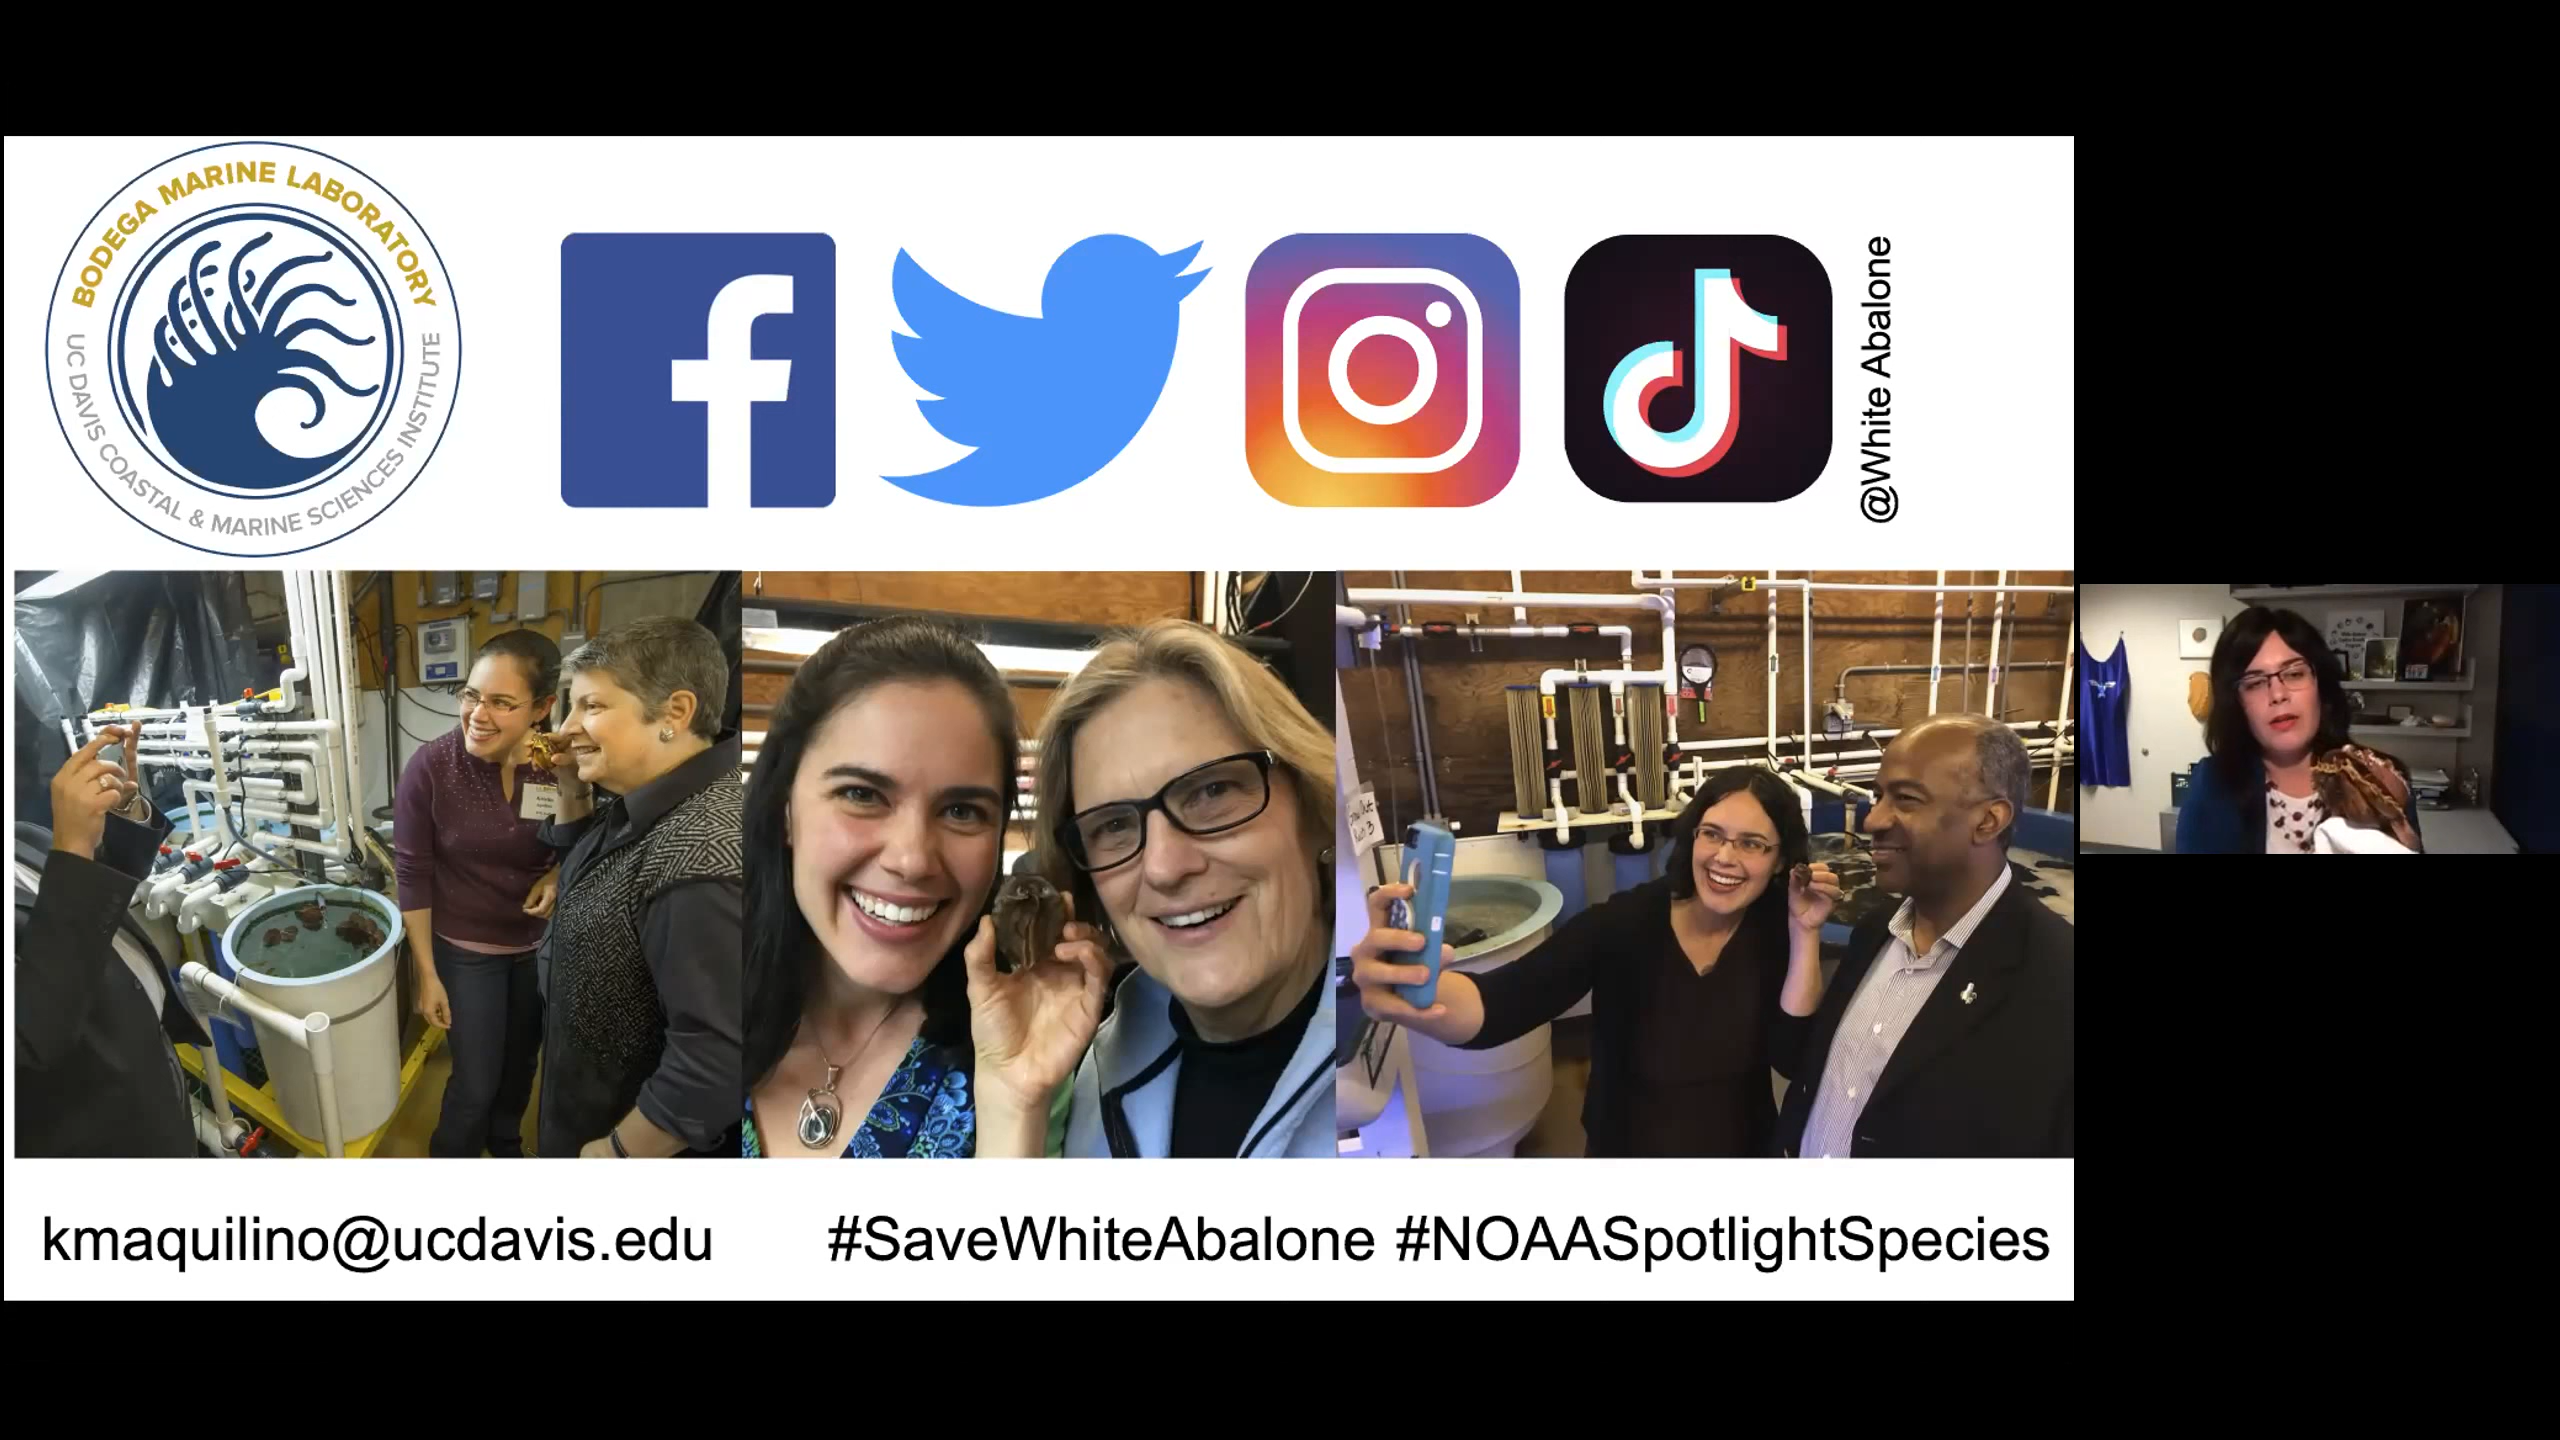 BODEGA MARINE LABORATORY
UC DAVIS COASTAL & MARINE SCIENCES INSTITUTE
@White Abalone
kmaquilino@ucdavis.edu
#SaveWhiteAbalone #NOAASpotlightSpecies